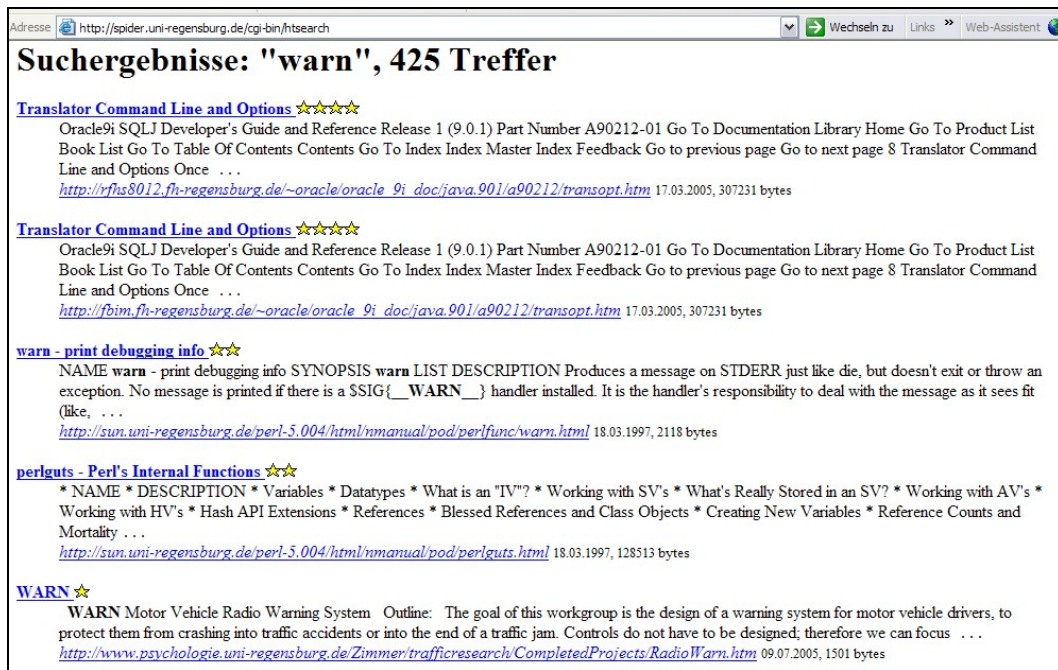 Adresse http://spider.uni-regensburg.de/cgi-bin/htsearch Wechseln zu Links » Web-Assistent
Suchergebnisse: "warn", 425 Treffer
Translator Command Line and Options
Oracle9i SQLJ Developer's Guide and Reference Release 1 (9.0.1) Part Number A90212-01 Go To Documentation Library Home Go To Product List
Book List Go To Table Of Contents Contents Go To Index Index Master Index Feedback Go to previous page Go to next page 8 Translator Command
Line and Options Once . . .
http://rfhs8012.fh-regensburg.de/~oracle/oracle_9i_doc/java.901/a90212/transopt.htm 17.03.2005, 307231 bytes
Translator Command Line and Options
Oracle9i SQLJ Developer's Guide and Reference Release 1 (9.0.1) Part Number A90212-01 Go To Documentation Library Home Go To Product List
Book List Go To Table Of Contents Contents Go To Index Index Master Index Feedback Go to previous page Go to next page 8 Translator Command
Line and Options Once . . .
http://fbim.fh-regensburg.de/~oracle/oracle_9i_doc/java.901/a90212/transopt.htm 17.03.2005, 307231 bytes
warn - print debugging info
NAME warn - print debugging info SYNOPSIS warn LIST DESCRIPTION Produces a message on STDERR just like die, but doesn't exit or throw an
exception. No message is printed if there is a $SIG{__WARN__} handler installed. It is the handler's responsibility to deal with the message as it sees fit
(like, . . .
http://sun.uni-regensburg.de/perl-5.004/html/nmanual/pod/perlfunc/warn.html 18.03.1997, 2118 bytes
perlguts - Perl's Internal Functions
* NAME * DESCRIPTION * Variables * Datatypes * What is an "IV"? * Working with SV's * What's Really Stored in an SV? * Working with AV's *
Working with HV's * Hash API Extensions * References * Blessed References and Class Objects * Creating New Variables * Reference Counts and
Mortality . . .
http://sun.uni-regensburg.de/perl-5.004/html/nmanual/pod/perlguts.html 18.03.1997, 128513 bytes
WARN
WARN Motor Vehicle Radio Warning System Outline: The goal of this workgroup is the design of a warning system for motor vehicle drivers, to
protect them from crashing into traffic accidents or into the end of a traffic jam. Controls do not have to be designed; therefore we can focus . . .
http://www.psychologie.uni-regensburg.de/Zimmer/trafficresearch/CompletedProjects/RadioWarn.htm 09.07.2005, 1501 bytes